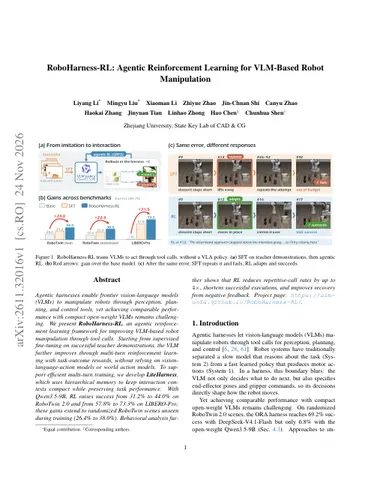 RoboHarness-RL: Agentic Reinforcement Learning for VLM-Based Robot
Manipulation
Liyang Li* Mingyu Liu* Xiaoman Li Zhiyue Zhao Jin-Chuan Shi Canyu Zhao
Haokai Zhang Jinyuan Tian Linhao Zhong Hao Chen† Chunhua Shen†
Zhejiang University, State Key Lab of CAD & CG
arXiv:2611.32016v1 [cs.RO] 24 Nov 2026
(a) From imitation to interaction
(b) Gains across benchmarks
(c) Same error, different responses
SFT
RL
Figure 1. RoboHarness-RL trains VLMs to act through tool calls, without a VLA policy. (a) SFT on teacher demonstrations, then agentic
RL. (b) Red arrows: gain over the base model. (c) After the same error, SFT repeats it and fails, RL adapts and succeeds.
Abstract
Agentic harnesses enable frontier vision-language models
(VLMs) to manipulate robots through perception, plan-
ning, and control tools, yet achieving comparable perfor-
mance with compact open-weight VLMs remains challeng-
ing. We present RoboHarness-RL, an agentic reinforce-
ment learning framework for improving VLM-based robot
manipulation through tool calls. Starting from supervised
fine-tuning on successful teacher demonstrations, the VLM
further improves through multi-turn reinforcement learn-
ing with task-outcome rewards, without relying on vision-
language-action models or world action models. To sup-
port efficient multi-turn training, we develop LiteHarness,
which uses hierarchical memory to keep interaction con-
texts compact while preserving task performance. With
Qwen3.5-9B, RL raises success from 31.2% to 44.0% on
RoboTwin 2.0 and from 57.8% to 73.3% on LIBERO-Pro;
these gains extend to randomized RoboTwin scenes unseen
during training (26.4% to 38.0%). Behavioral analysis fur-
ther shows that RL reduces repetitive-call rates by up to
4×, shortens successful executions, and improves recovery
from negative feedback. Project page:
1. Introduction
Agentic harnesses let vision-language models (VLMs) ma-
nipulate robots through tool calls for perception, planning,
and control
Robot systems have traditionally
separated a slow model that reasons about the task (Sys-
tem 2) from a fast learned policy that produces motor ac-
tions (System 1). In a harness, this boundary blurs: the
VLM not only decides what to do next, but also specifies
end-effector poses and gripper commands, so its decisions
directly shape how the robot moves.
Yet achieving comparable performance with compact
open-weight VLMs remains challenging. On randomized
RoboTwin 2.0 scenes, the ORA harness reaches 69.2% suc-
cess with DeepSeek-V4.1-Flash but only 6.8% with the
open-weight Qwen3.5-9B (Sec. 4.3). Approaches to im-
*Equal contribution. †Corresponding authors.
1